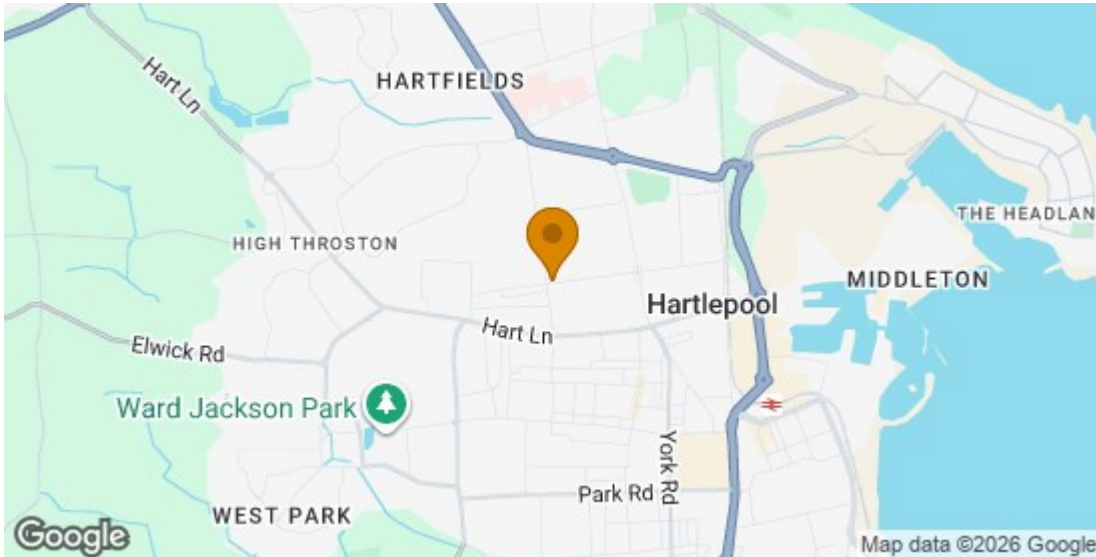 Hart Ln
HARTFIELDS
THE HEADLAN
HIGH THROSTON
MIDDLETON
Hartlepool
Hart Ln
Elwick Rd
Ward Jackson Park
York Rd
Park Rd
WEST PARK
Google
Map data ©2026 Google